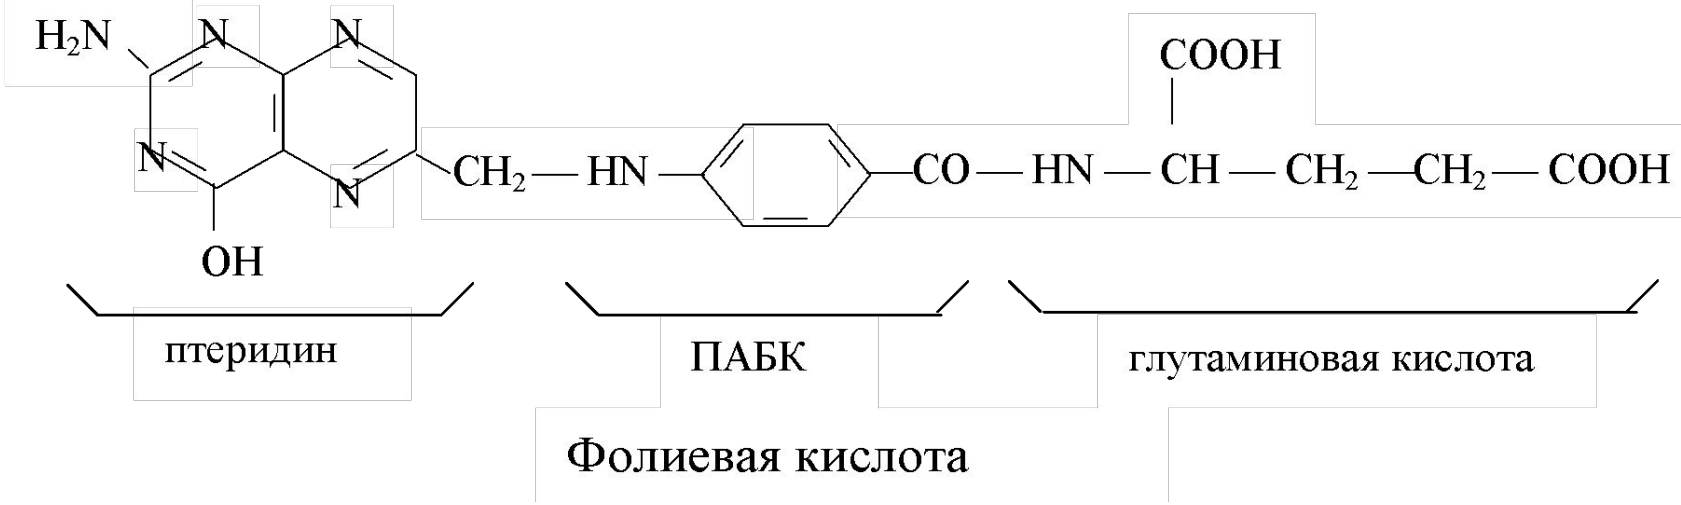 COOH
H₂N N N
N N CH₂ — HN — CO — HN — CH — CH₂ — CH₂ — COOH
OH
птеридин ПАБК глутаминовая кислота
Фолиевая кислота